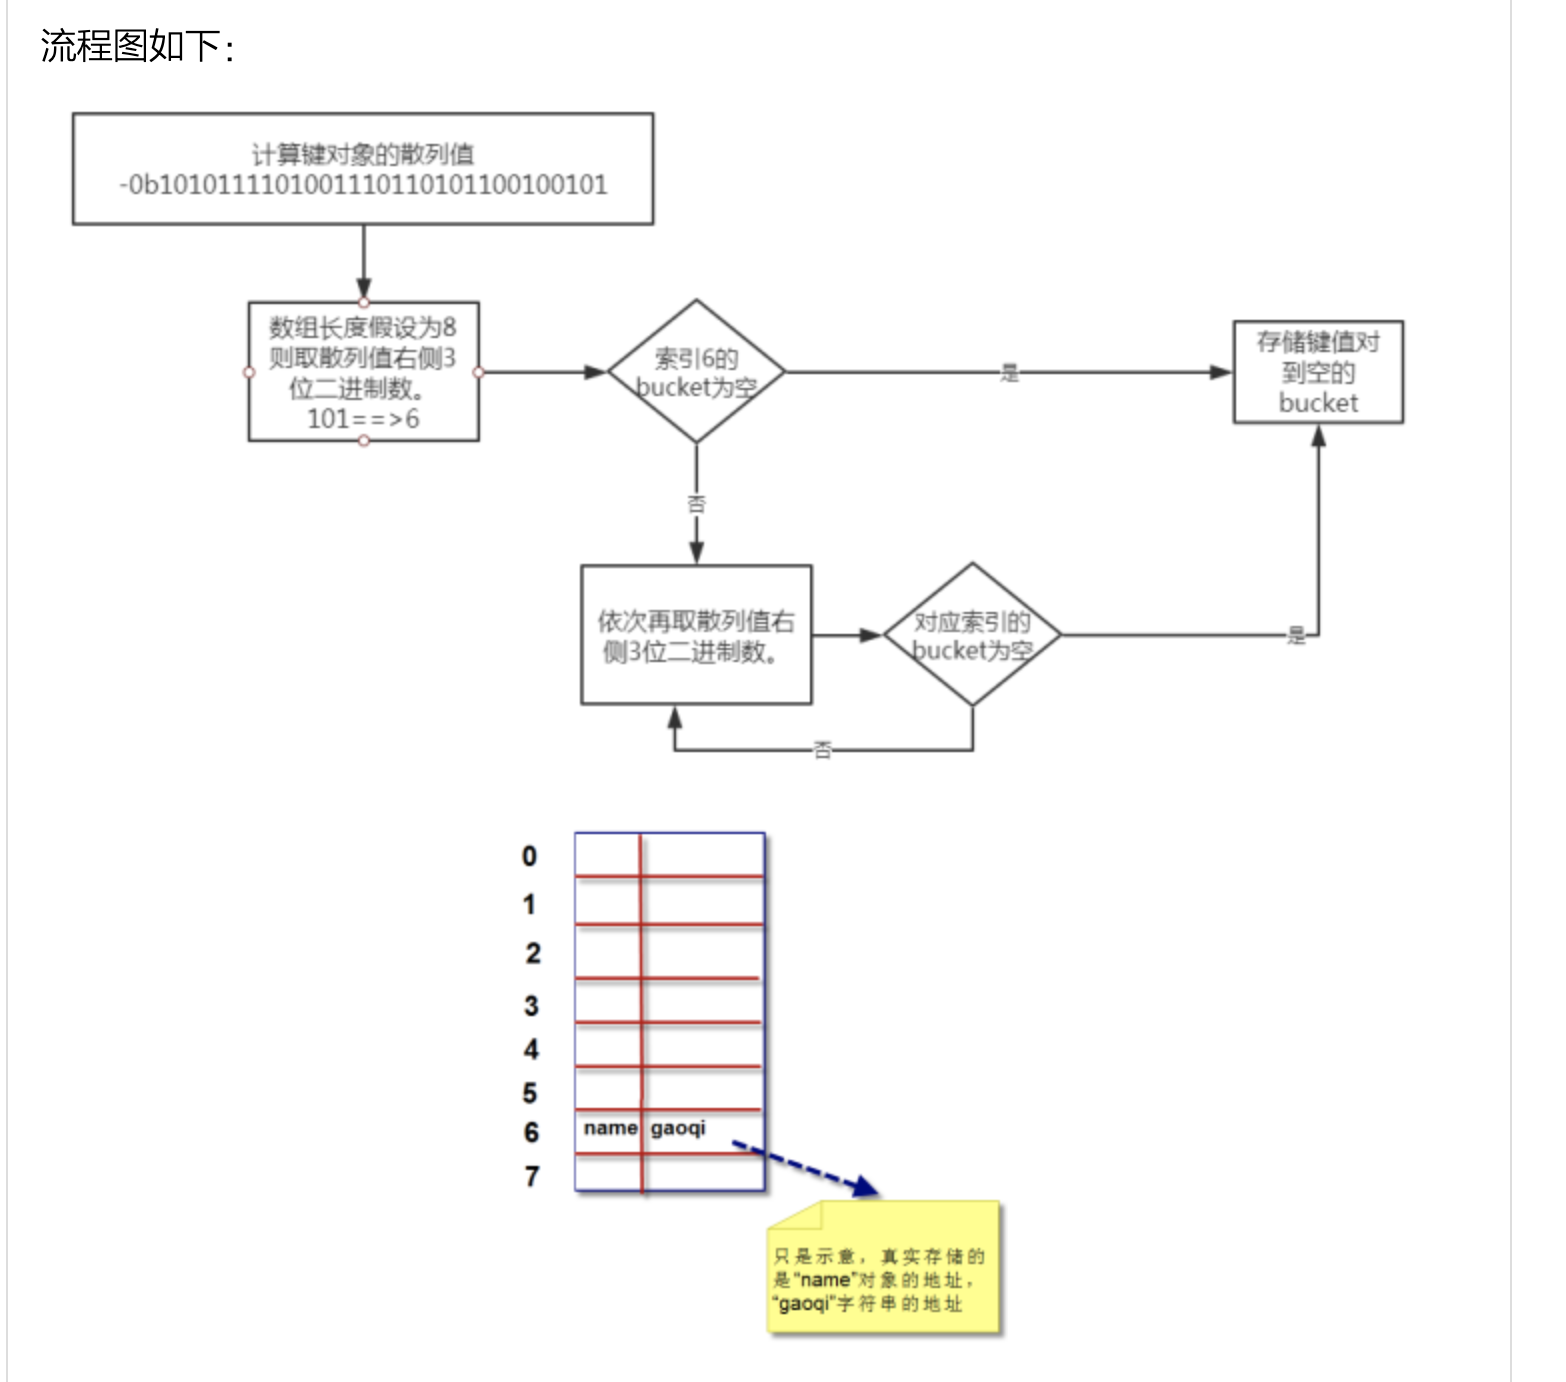 流程图如下：
计算键对象的散列值
-0b1010111101001110110101100100101
数组长度假设为8
则取散列值右侧3
位二进制数。
101==>6
索引6的
bucket为空
是
存储键值对
到空的
bucket
否
依次再取散列值右
侧3位二进制数。
对应索引的
bucket为空
是
否
0
1
2
3
4
5
6
name gaoqi
7
只是示意，真实存储的
是“name”对象的地址，
“gaoqi”字符串的地址